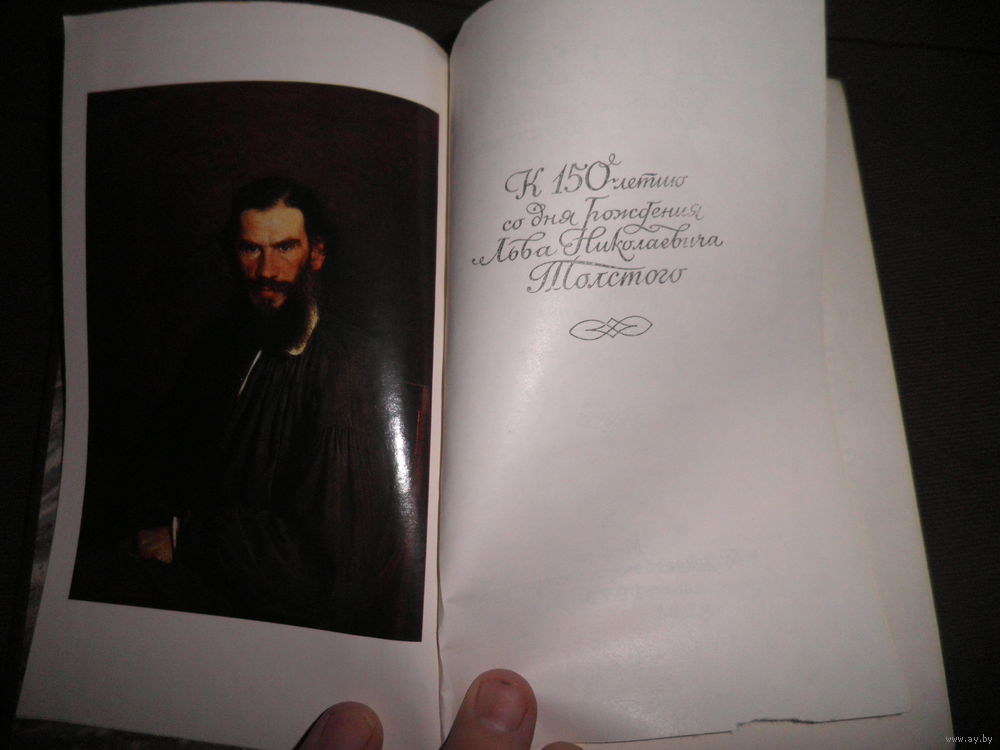 К 150-летию
со дня рождения
Льва Николаевича
Толстого
www.ay.by